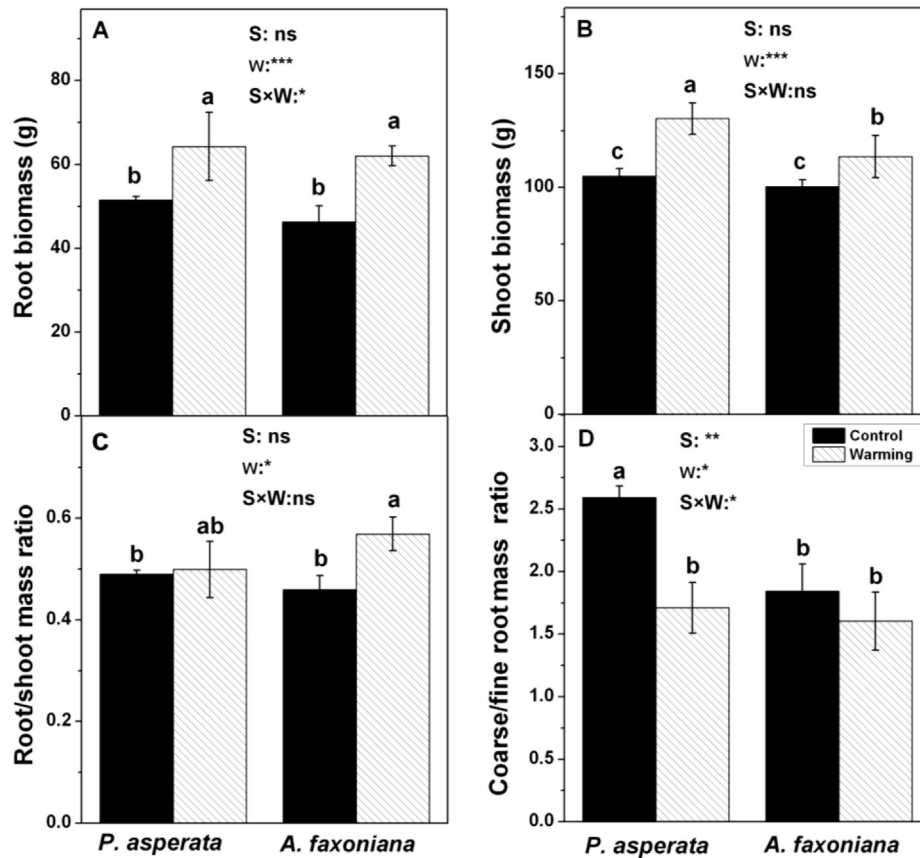 A
S: ns
w:***
S×W:*
80
60
40
20
0
Root biomass (g)
b
a
b
a
B
S: ns
w:***
S×W:ns
150
100
50
0
Shoot biomass (g)
c
a
c
b
C
S: ns
w:*
S×W:ns
0.6
0.4
0.2
0.0
Root/shoot mass ratio
b
ab
b
a
P. asperata
A. faxoniana
D
S: **
w:*
S×W:*
Control
Warming
3.0
2.5
2.0
1.5
1.0
0.5
0.0
Coarse/fine root mass ratio
a
b
b
b
P. asperata
A. faxoniana